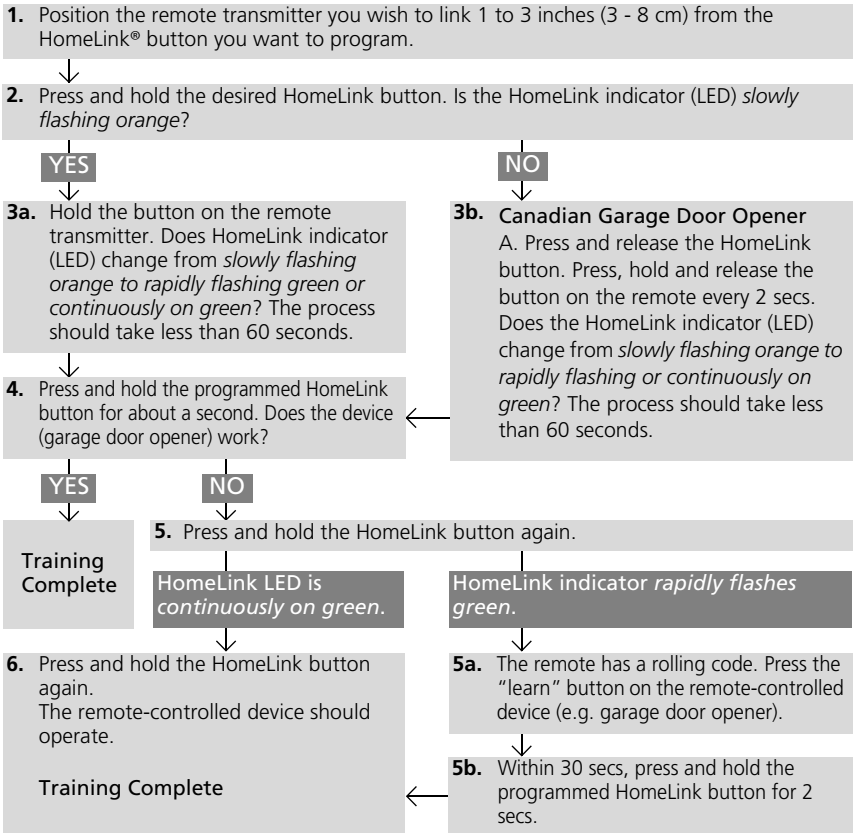 1. Position the remote transmitter you wish to link 1 to 3 inches (3 - 8 cm) from the
HomeLink® button you want to program.
2. Press and hold the desired HomeLink button. Is the HomeLink indicator (LED) slowly
flashing orange?
YES
NO
3a. Hold the button on the remote
transmitter. Does HomeLink indicator
(LED) change from slowly flashing
orange to rapidly flashing green or
continuously on green? The process
should take less than 60 seconds.
3b. Canadian Garage Door Opener
A. Press and release the HomeLink
button. Press, hold and release the
button on the remote every 2 secs.
Does the HomeLink indicator (LED)
change from slowly flashing orange to
rapidly flashing or continuously on
green? The process should take less
than 60 seconds.
4. Press and hold the programmed HomeLink
button for about a second. Does the device
(garage door opener) work?
YES
NO
Training
Complete
5. Press and hold the HomeLink button again.
HomeLink LED is
continuously on green.
HomeLink indicator rapidly flashes
green.
6. Press and hold the HomeLink button
again.
The remote-controlled device should
operate.
Training Complete
5a. The remote has a rolling code. Press the
“learn” button on the remote-controlled
device (e.g. garage door opener).
5b. Within 30 secs, press and hold the
programmed HomeLink button for 2
secs.